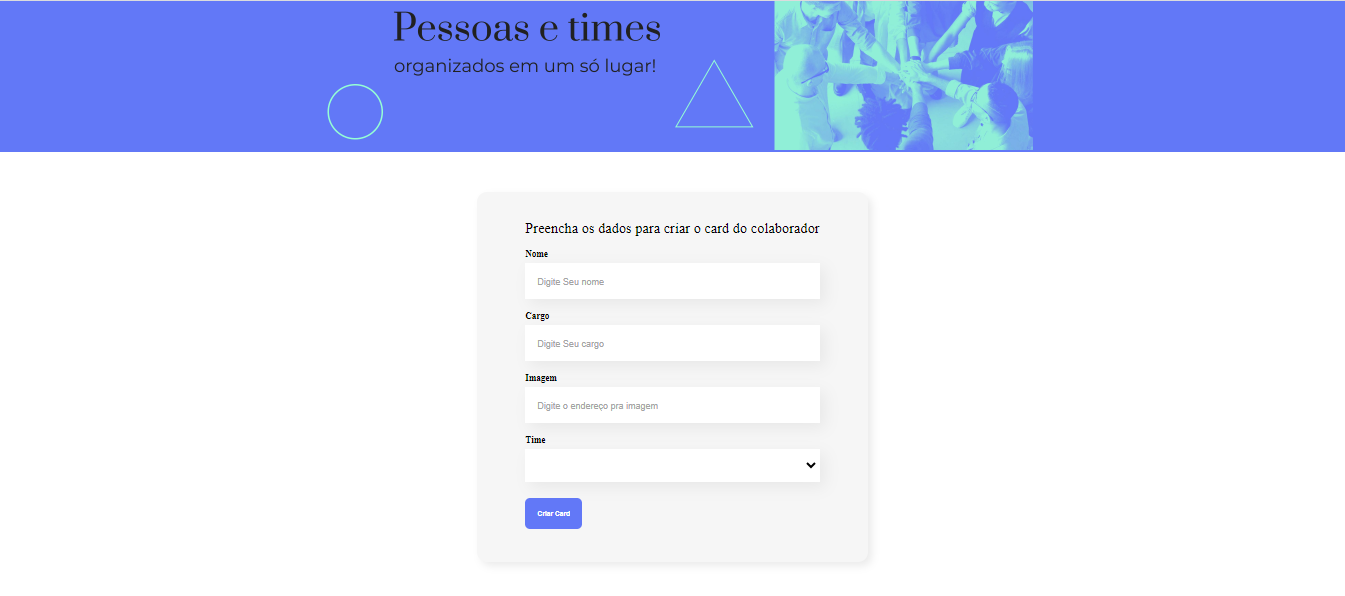 Pessoas e times
organizados em um só lugar!
Preencha os dados para criar o card do colaborador
Nome
Digite Seu nome
Cargo
Digite Seu cargo
Imagem
Digite o endereço pra imagem
Time
Criar Card